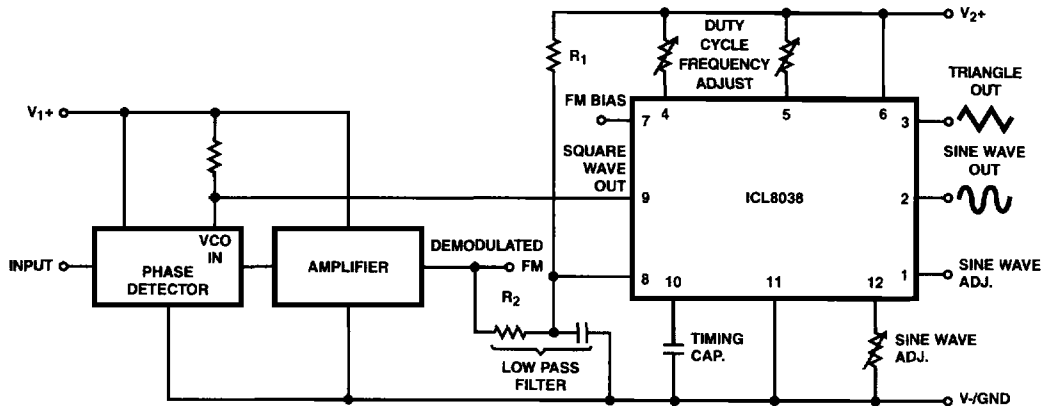 V2+
DUTY
CYCLE
FREQUENCY
ADJUST
R1
V1+
FM BIAS
7
4
5
6
3
TRIANGLE
OUT
SQUARE
WAVE
OUT
9
ICL8038
2
SINE WAVE
OUT
INPUT
PHASE
DETECTOR
VCO
IN
AMPLIFIER
DEMODULATED
FM
8
10
11
12
1
SINE WAVE
ADJ.
R2
LOW PASS
FILTER
TIMING
CAP.
SINE WAVE
ADJ.
V-/GND